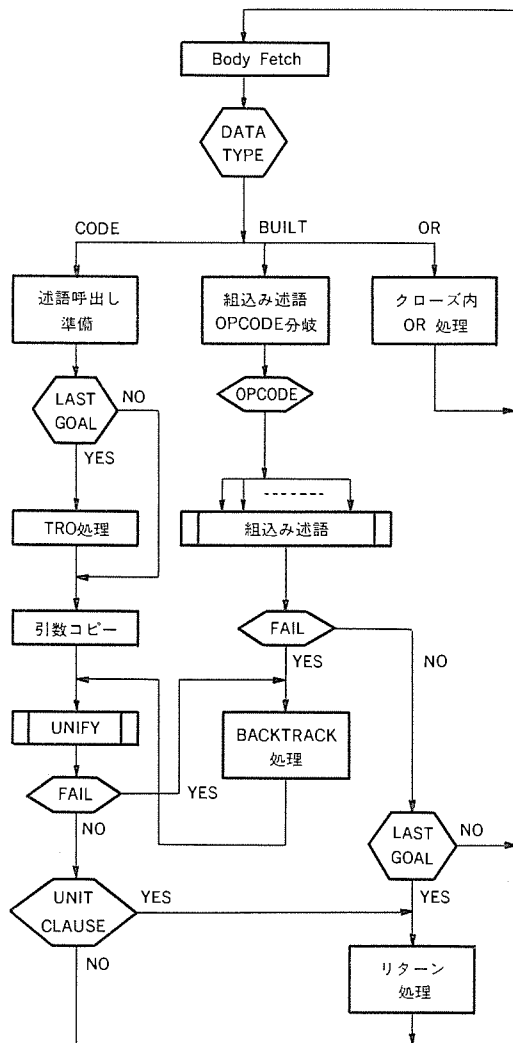 Body Fetch
DATA
TYPE
CODE
BUILT
OR
述語呼出し
準備
組込み述語
OPCODE分岐
クローズ内
OR 処理
LAST
GOAL
NO
YES
OPCODE
TRO処理
組込み述語
引数コピー
FAIL
YES
NO
UNIFY
BACKTRACK
処理
FAIL
YES
NO
LAST
GOAL
NO
YES
UNIT
CLAUSE
YES
NO
リターン
処理